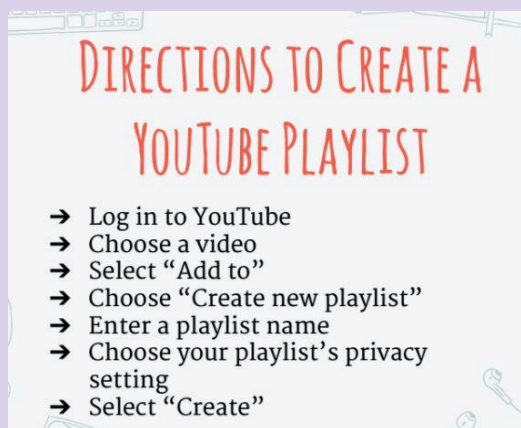 DIRECTIONS TO CREATE A
YOUTUBE PLAYLIST
➔ Log in to YouTube
➔ Choose a video
➔ Select “Add to”
➔ Choose “Create new playlist”
➔ Enter a playlist name
➔ Choose your playlist’s privacy
setting
➔ Select “Create”